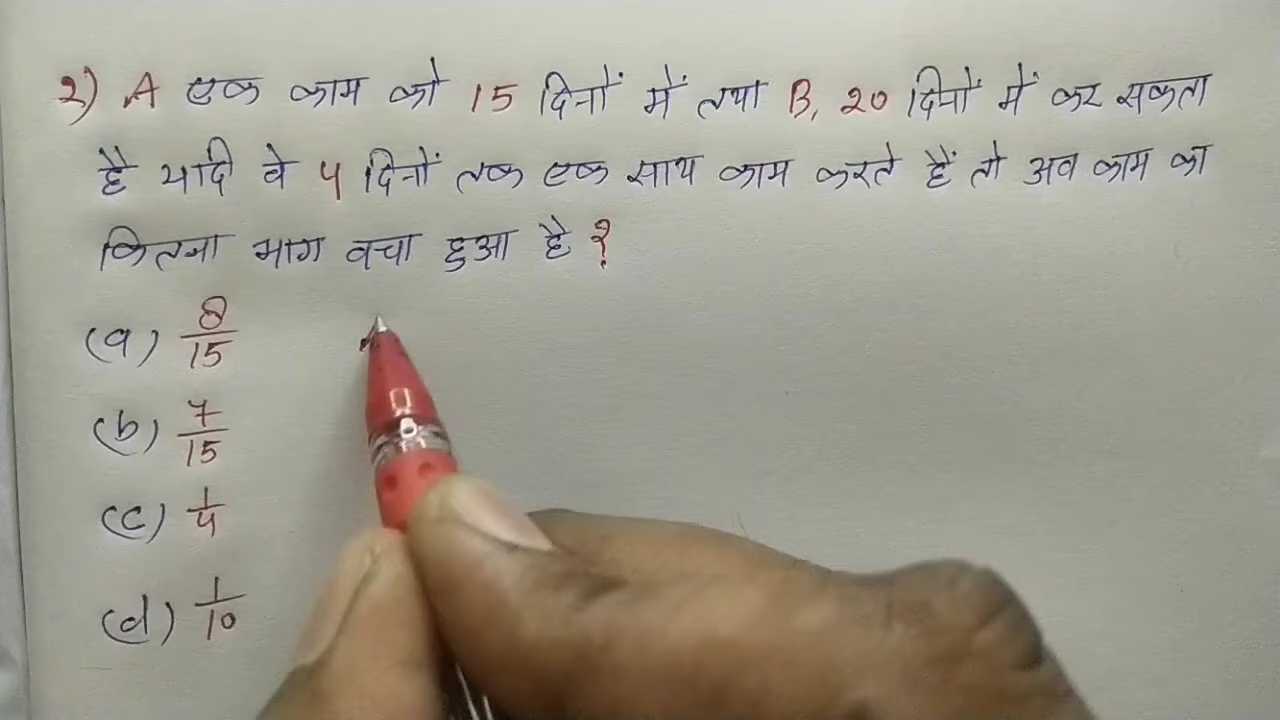 2) A एक काम को 15 दिनों में तथा B, 20 दिनों में कर सकता
है यदि वे 4 दिनों तक एक साथ काम करते हैं तो अब काम का
कितना भाग बचा हुआ है ?
(a) 8/15
(b) 7/15
(c) 1/4
(d) 1/10